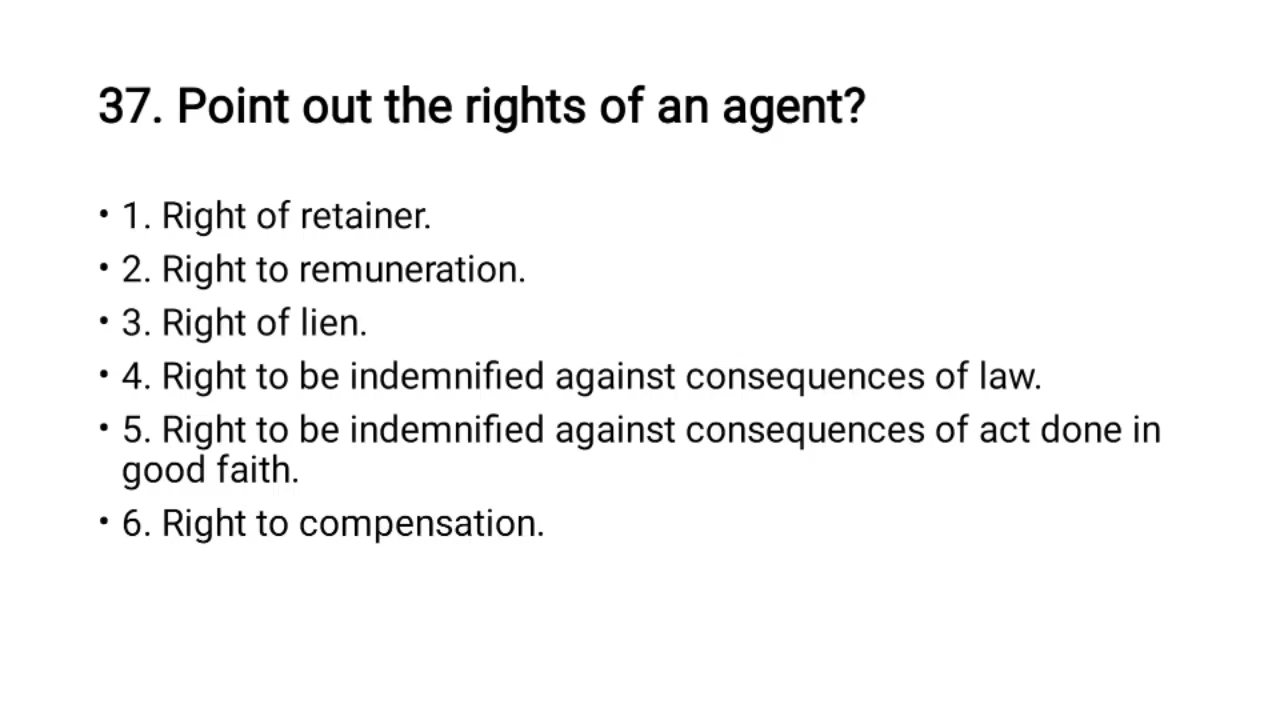 37. Point out the rights of an agent?
• 1. Right of retainer.
• 2. Right to remuneration.
• 3. Right of lien.
• 4. Right to be indemnified against consequences of law.
• 5. Right to be indemnified against consequences of act done in
good faith.
• 6. Right to compensation.